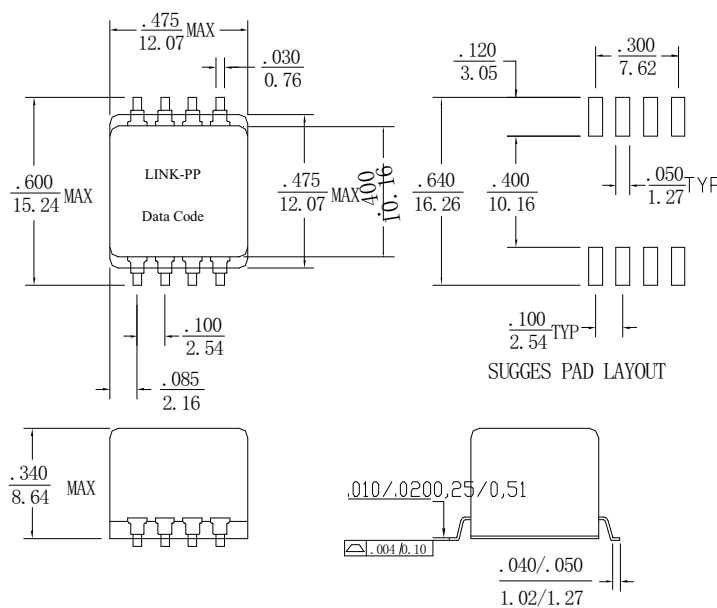 .475
12.07 MAX
.030
0.76
.600
15.24 MAX
LINK-PP
Data Code
.475
12.07 MAX
.400
10.16
.100
2.54
.085
2.16
.120
3.05
.300
7.62
.640
16.26
.400
10.16
.050
1.27 TYP
.100
2.54 TYP
SUGGES PAD LAYOUT
.340
8.64 MAX
.010/.0200,25/0,51
.004/0.10
.040/.050
1.02/1.27